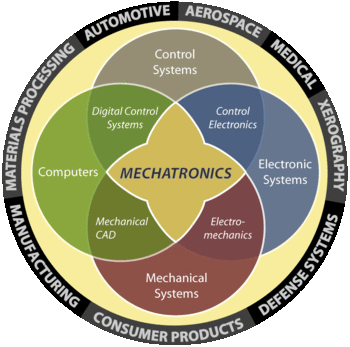 AUTOMOTIVE
AEROSPACE
MEDICAL
XEROGRAPHY
DEFENSE SYSTEMS
CONSUMER PRODUCTS
MANUFACTURING
MATERIALS PROCESSING
Control
Systems
Digital Control
Systems
Control
Electronics
Computers
MECHATRONICS
Electronic
Systems
Mechanical
CAD
Electro-
mechanics
Mechanical
Systems